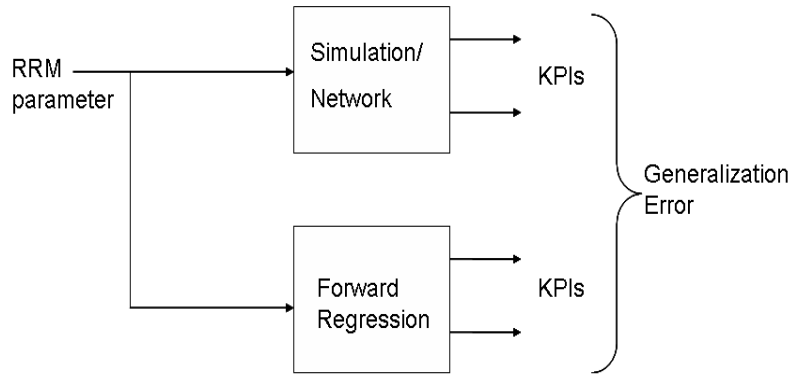 RRM
parameter
Simulation/
Network
KPIs
Generalization
Error
Forward
Regression
KPIs